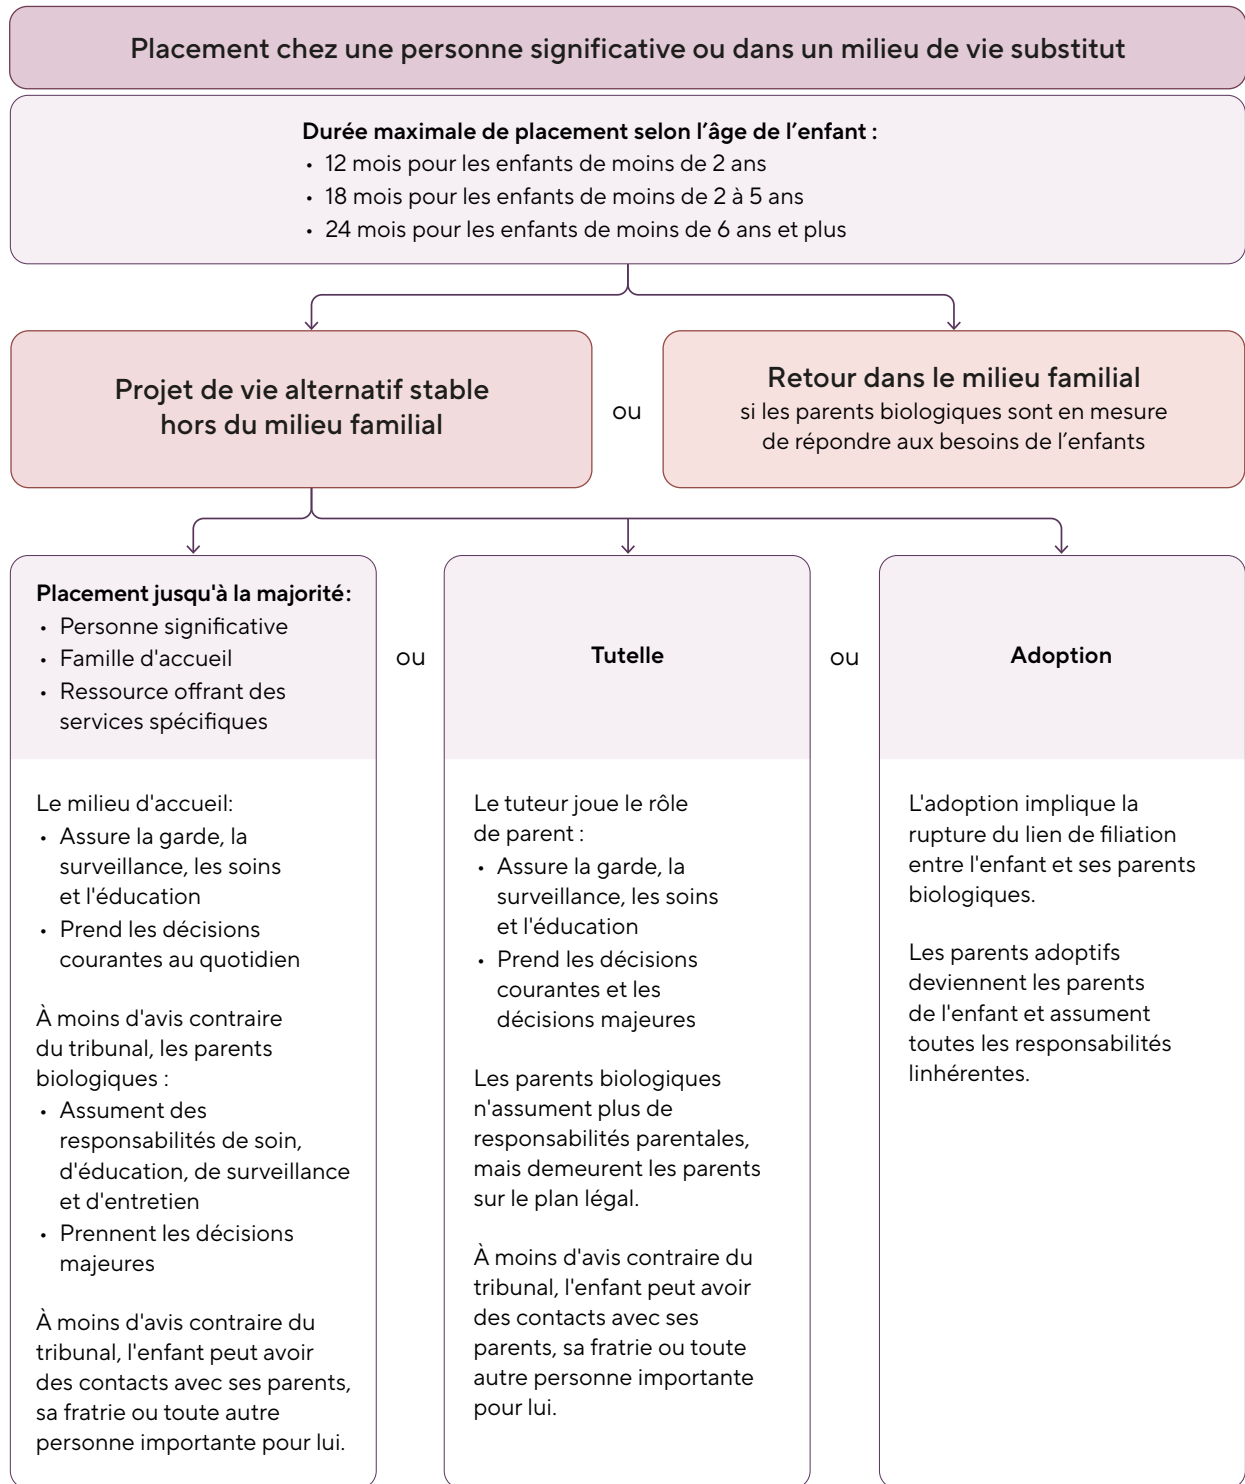 Placement chez une personne significative ou dans un milieu de vie substitut
Durée maximale de placement selon l’âge de l’enfant :
• 12 mois pour les enfants de moins de 2 ans
• 18 mois pour les enfants de moins de 2 à 5 ans
• 24 mois pour les enfants de moins de 6 ans et plus
Projet de vie alternatif stable
hors du milieu familial
ou
Retour dans le milieu familial
si les parents biologiques sont en mesure
de répondre aux besoins de l’enfants
Placement jusqu'à la majorité:
• Personne significative
• Famille d'accueil
• Ressource offrant des
services spécifiques
ou
Tutelle
ou
Adoption
Le milieu d'accueil:
• Assure la garde, la
surveillance, les soins
et l'éducation
• Prend les décisions
courantes au quotidien
À moins d'avis contraire
du tribunal, les parents
biologiques :
• Assument des
responsabilités de soin,
d'éducation, de surveillance
et d'entretien
• Prennent les décisions
majeures
À moins d'avis contraire du
tribunal, l'enfant peut avoir
des contacts avec ses parents,
sa fratrie ou toute autre
personne importante pour lui.
Le tuteur joue le rôle
de parent :
• Assure la garde, la
surveillance, les soins
et l'éducation
• Prend les décisions
courantes et les
décisions majeures
Les parents biologiques
n'assument plus de
responsabilités parentales,
mais demeurent les parents
sur le plan légal.
À moins d'avis contraire du
tribunal, l'enfant peut avoir
des contacts avec ses
parents, sa fratrie ou toute
autre personne importante
pour lui.
L'adoption implique la
rupture du lien de filiation
entre l'enfant et ses parents
biologiques.
Les parents adoptifs
deviennent les parents
de l'enfant et assument
toutes les responsabilités
linhérentes.